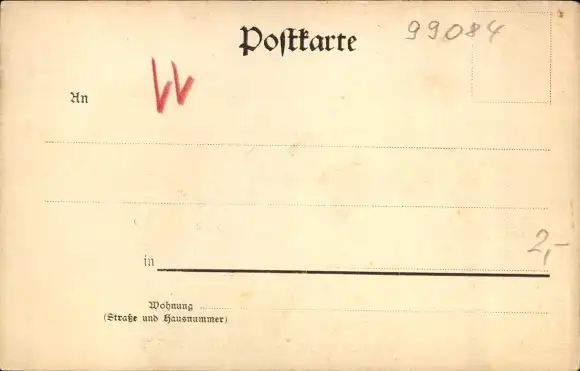 Postkarte 99084
An
2,-
in
Wohnung
(Straße und Hausnummer)